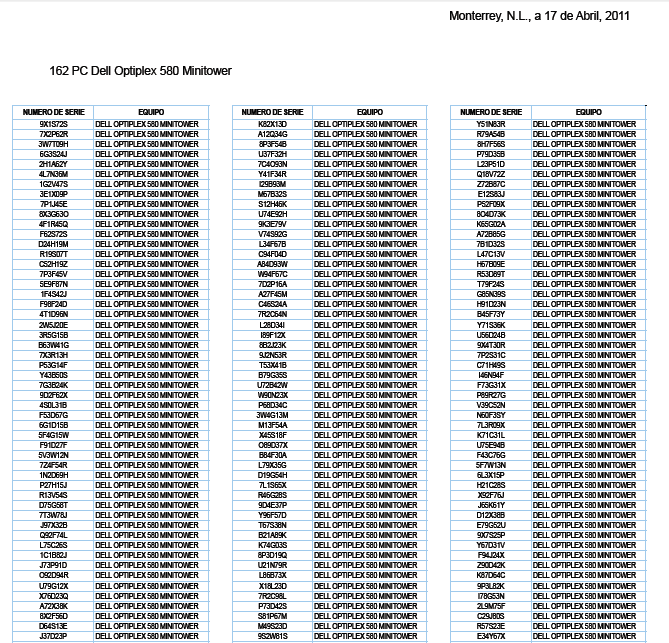 Monterrey, N.L., a 17 de Abril, 2011
162 PC Dell Optiplex 580 Minitower
NUMERO DE SERIE EQUIPO
9X1S72S DELL OPTIPLEX 580 MINITOWER
7X2P62R DELL OPTIPLEX 580 MINITOWER
3W7T09H DELL OPTIPLEX 580 MINITOWER
6G3S24J DELL OPTIPLEX 580 MINITOWER
2H1A62Y DELL OPTIPLEX 580 MINITOWER
4L7N36M DELL OPTIPLEX 580 MINITOWER
1G2V47S DELL OPTIPLEX 580 MINITOWER
3E1X09P DELL OPTIPLEX 580 MINITOWER
7P1J45E DELL OPTIPLEX 580 MINITOWER
8X3G63O DELL OPTIPLEX 580 MINITOWER
4F1R45Q DELL OPTIPLEX 580 MINITOWER
F62S72S DELL OPTIPLEX 580 MINITOWER
D24H19M DELL OPTIPLEX 580 MINITOWER
R19S07T DELL OPTIPLEX 580 MINITOWER
C52H19Z DELL OPTIPLEX 580 MINITOWER
7P3F45V DELL OPTIPLEX 580 MINITOWER
5E9F87N DELL OPTIPLEX 580 MINITOWER
1F4S42J DELL OPTIPLEX 580 MINITOWER
F98F24D DELL OPTIPLEX 580 MINITOWER
4T1D96N DELL OPTIPLEX 580 MINITOWER
2W5J20E DELL OPTIPLEX 580 MINITOWER
3R5G15B DELL OPTIPLEX 580 MINITOWER
B63W41G DELL OPTIPLEX 580 MINITOWER
7X3R13H DELL OPTIPLEX 580 MINITOWER
P53G14F DELL OPTIPLEX 580 MINITOWER
Y43B50S DELL OPTIPLEX 580 MINITOWER
7G3B24K DELL OPTIPLEX 580 MINITOWER
9D2F62X DELL OPTIPLEX 580 MINITOWER
4S0L31B DELL OPTIPLEX 580 MINITOWER
F53D67G DELL OPTIPLEX 580 MINITOWER
6G1D15B DELL OPTIPLEX 580 MINITOWER
5F4G15W DELL OPTIPLEX 580 MINITOWER
F91D27F DELL OPTIPLEX 580 MINITOWER
5V3W12N DELL OPTIPLEX 580 MINITOWER
7Z4F54R DELL OPTIPLEX 580 MINITOWER
1N2D69H DELL OPTIPLEX 580 MINITOWER
P27H15J DELL OPTIPLEX 580 MINITOWER
R13V54S DELL OPTIPLEX 580 MINITOWER
D75G58T DELL OPTIPLEX 580 MINITOWER
7T3W78J DELL OPTIPLEX 580 MINITOWER
J97X32B DELL OPTIPLEX 580 MINITOWER
Q92F74L DELL OPTIPLEX 580 MINITOWER
L75C26S DELL OPTIPLEX 580 MINITOWER
1C1B82J DELL OPTIPLEX 580 MINITOWER
J73P91D DELL OPTIPLEX 580 MINITOWER
O92D94R DELL OPTIPLEX 580 MINITOWER
U79G12X DELL OPTIPLEX 580 MINITOWER
X76D23Q DELL OPTIPLEX 580 MINITOWER
A72X38K DELL OPTIPLEX 580 MINITOWER
8X2F56D DELL OPTIPLEX 580 MINITOWER
D64S13E DELL OPTIPLEX 580 MINITOWER
J37D23P DELL OPTIPLEX 580 MINITOWER
NUMERO DE SERIE EQUIPO
K82X13D DELL OPTIPLEX 580 MINITOWER
A12Q34G DELL OPTIPLEX 580 MINITOWER
8P3F54B DELL OPTIPLEX 580 MINITOWER
U37F32H DELL OPTIPLEX 580 MINITOWER
7C4O93N DELL OPTIPLEX 580 MINITOWER
Y41F34R DELL OPTIPLEX 580 MINITOWER
I29B93M DELL OPTIPLEX 580 MINITOWER
M67B32S DELL OPTIPLEX 580 MINITOWER
S12H46K DELL OPTIPLEX 580 MINITOWER
U74E92H DELL OPTIPLEX 580 MINITOWER
9K3E79V DELL OPTIPLEX 580 MINITOWER
V74S92G DELL OPTIPLEX 580 MINITOWER
L34F67B DELL OPTIPLEX 580 MINITOWER
C94F04D DELL OPTIPLEX 580 MINITOWER
A84D93W DELL OPTIPLEX 580 MINITOWER
W94F67C DELL OPTIPLEX 580 MINITOWER
7D2P16A DELL OPTIPLEX 580 MINITOWER
A27F45M DELL OPTIPLEX 580 MINITOWER
C46S24A DELL OPTIPLEX 580 MINITOWER
7R2C64N DELL OPTIPLEX 580 MINITOWER
L28D34I DELL OPTIPLEX 580 MINITOWER
I89F12X DELL OPTIPLEX 580 MINITOWER
8B2J23K DELL OPTIPLEX 580 MINITOWER
9J2N53R DELL OPTIPLEX 580 MINITOWER
T53X41B DELL OPTIPLEX 580 MINITOWER
B79G35S DELL OPTIPLEX 580 MINITOWER
U72B42W DELL OPTIPLEX 580 MINITOWER
W90N23X DELL OPTIPLEX 580 MINITOWER
P68D34C DELL OPTIPLEX 580 MINITOWER
3W4G13M DELL OPTIPLEX 580 MINITOWER
M13F54A DELL OPTIPLEX 580 MINITOWER
X45S18F DELL OPTIPLEX 580 MINITOWER
O89D37X DELL OPTIPLEX 580 MINITOWER
B84F30A DELL OPTIPLEX 580 MINITOWER
L79X35G DELL OPTIPLEX 580 MINITOWER
D19G54H DELL OPTIPLEX 580 MINITOWER
7L1S65X DELL OPTIPLEX 580 MINITOWER
R46G28S DELL OPTIPLEX 580 MINITOWER
9D4E37P DELL OPTIPLEX 580 MINITOWER
Y96F57D DELL OPTIPLEX 580 MINITOWER
T67S38N DELL OPTIPLEX 580 MINITOWER
B21A89K DELL OPTIPLEX 580 MINITOWER
K74G03S DELL OPTIPLEX 580 MINITOWER
8P3D19Q DELL OPTIPLEX 580 MINITOWER
U21N79R DELL OPTIPLEX 580 MINITOWER
L86B73X DELL OPTIPLEX 580 MINITOWER
X18L23D DELL OPTIPLEX 580 MINITOWER
7R2C98L DELL OPTIPLEX 580 MINITOWER
P73D42S DELL OPTIPLEX 580 MINITOWER
S81P67M DELL OPTIPLEX 580 MINITOWER
M49S23D DELL OPTIPLEX 580 MINITOWER
9S2W81S DELL OPTIPLEX 580 MINITOWER
NUMERO DE SERIE EQUIPO
Y51N83R DELL OPTIPLEX 580 MINITOWER
R79A54B DELL OPTIPLEX 580 MINITOWER
8H7F56S DELL OPTIPLEX 580 MINITOWER
P79D35B DELL OPTIPLEX 580 MINITOWER
L23P51D DELL OPTIPLEX 580 MINITOWER
Q18V72Z DELL OPTIPLEX 580 MINITOWER
Z72B87C DELL OPTIPLEX 580 MINITOWER
E12S83J DELL OPTIPLEX 580 MINITOWER
P52F09X DELL OPTIPLEX 580 MINITOWER
8O4D73K DELL OPTIPLEX 580 MINITOWER
K65G02A DELL OPTIPLEX 580 MINITOWER
A72B85G DELL OPTIPLEX 580 MINITOWER
7B1D32S DELL OPTIPLEX 580 MINITOWER
L47C13V DELL OPTIPLEX 580 MINITOWER
H67B09E DELL OPTIPLEX 580 MINITOWER
R53D89T DELL OPTIPLEX 580 MINITOWER
T79F24S DELL OPTIPLEX 580 MINITOWER
G85N39S DELL OPTIPLEX 580 MINITOWER
H91D23N DELL OPTIPLEX 580 MINITOWER
B45F73Y DELL OPTIPLEX 580 MINITOWER
Y71S36K DELL OPTIPLEX 580 MINITOWER
U56D24B DELL OPTIPLEX 580 MINITOWER
9X4T30R DELL OPTIPLEX 580 MINITOWER
7P2S31C DELL OPTIPLEX 580 MINITOWER
C71H49S DELL OPTIPLEX 580 MINITOWER
I46N94F DELL OPTIPLEX 580 MINITOWER
F73G31X DELL OPTIPLEX 580 MINITOWER
P89R27G DELL OPTIPLEX 580 MINITOWER
V39C52N DELL OPTIPLEX 580 MINITOWER
N60F3SY DELL OPTIPLEX 580 MINITOWER
7L3R09X DELL OPTIPLEX 580 MINITOWER
K71C31L DELL OPTIPLEX 580 MINITOWER
U75E94B DELL OPTIPLEX 580 MINITOWER
F43C76G DELL OPTIPLEX 580 MINITOWER
5F7W13N DELL OPTIPLEX 580 MINITOWER
6L3X15P DELL OPTIPLEX 580 MINITOWER
H21C28S DELL OPTIPLEX 580 MINITOWER
X92F76J DELL OPTIPLEX 580 MINITOWER
J65K61Y DELL OPTIPLEX 580 MINITOWER
D12X38B DELL OPTIPLEX 580 MINITOWER
E79G52U DELL OPTIPLEX 580 MINITOWER
9X7S25P DELL OPTIPLEX 580 MINITOWER
Y67D31V DELL OPTIPLEX 580 MINITOWER
F94J24X DELL OPTIPLEX 580 MINITOWER
Z90D42K DELL OPTIPLEX 580 MINITOWER
K87D64C DELL OPTIPLEX 580 MINITOWER
9P3L82K DELL OPTIPLEX 580 MINITOWER
I78G53N DELL OPTIPLEX 580 MINITOWER
2L9M75F DELL OPTIPLEX 580 MINITOWER
C29J80S DELL OPTIPLEX 580 MINITOWER
R57S23E DELL OPTIPLEX 580 MINITOWER
E34Y67X DELL OPTIPLEX 580 MINITOWER